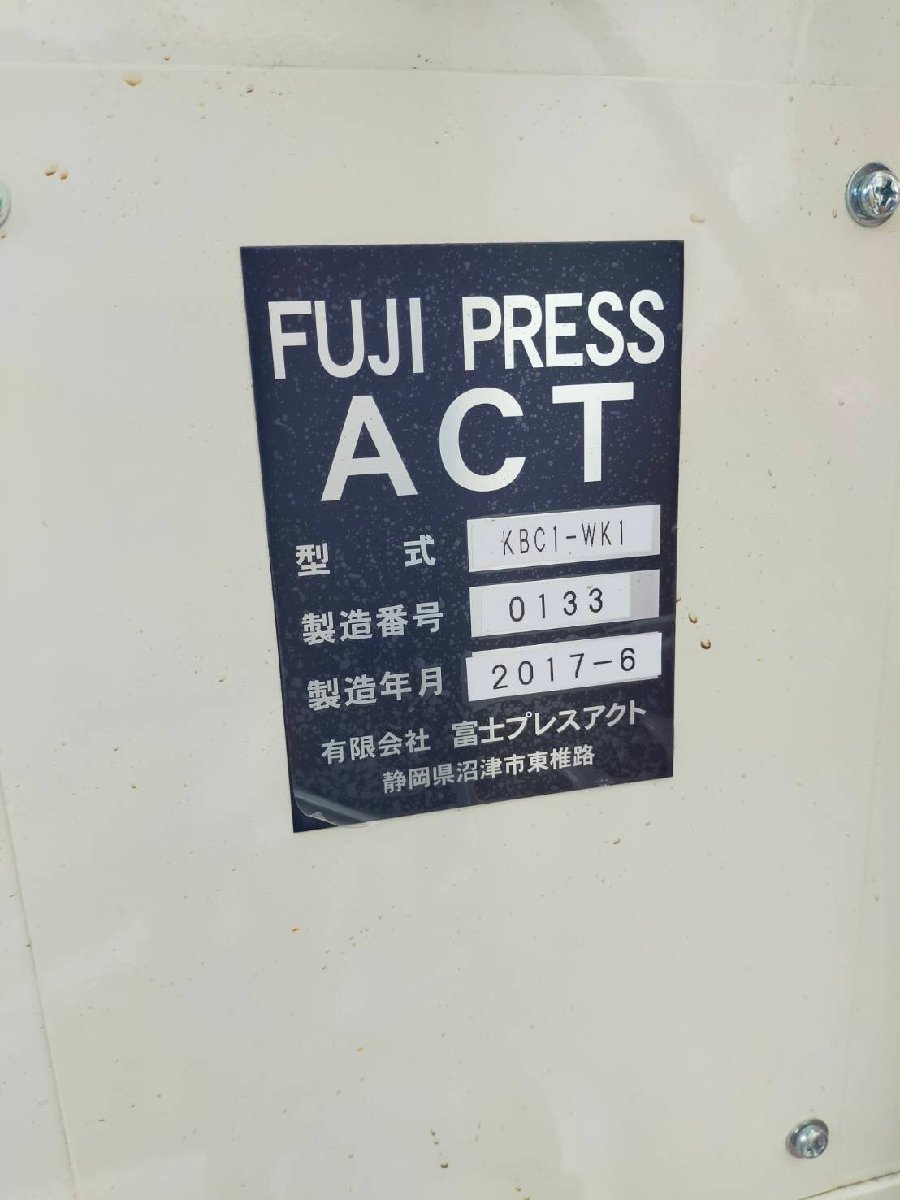 FUJI PRESS
ACT
型 式 KBC1-WK1
製造番号 0133
製造年月 2017-6
有限会社 富士プレスアクト
静岡県沼津市東椎路